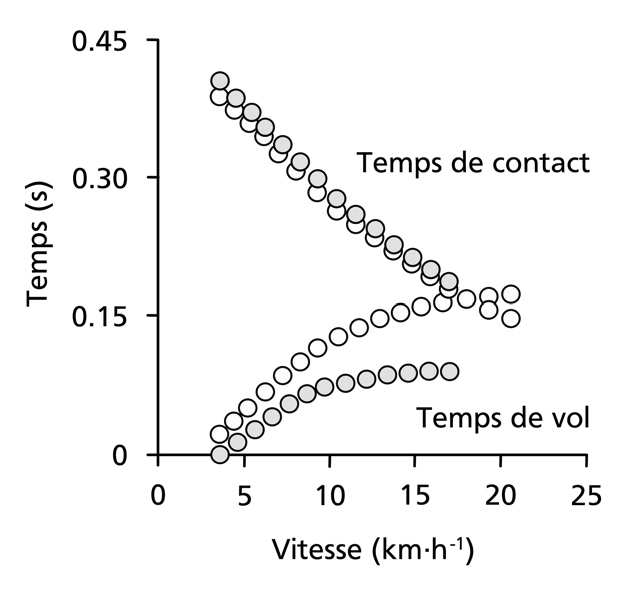 0.45
Temps de contact
0.30
Temps (s)
0.15
Temps de vol
0
0 5 10 15 20 25
Vitesse (km·h⁻¹)